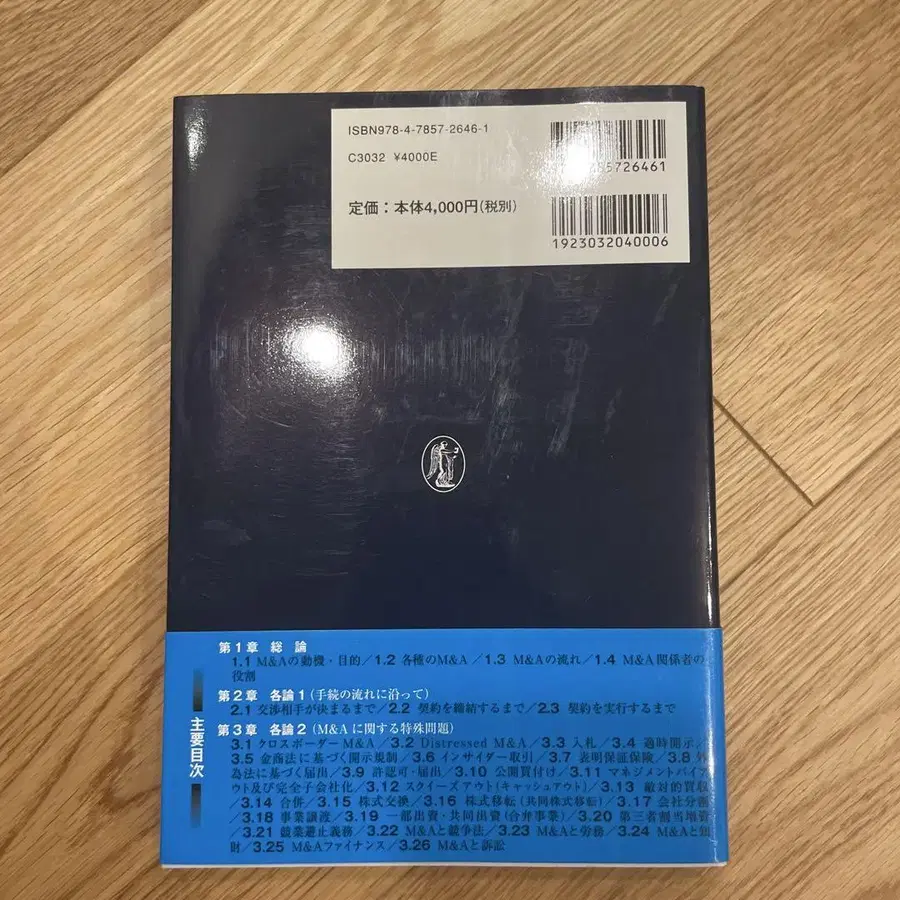 ISBN978-4-7857-2646-1
C3032 ¥4000E
定価：本体4,000円(税別)
5726461
1923032040006
主要目次
第1章 総 論
1.1 M&Aの動機・目的／1.2 各種のM&A／1.3 M&Aの流れ／1.4 M&A関係者の
役割
第2章 各論1(手続の流れに沿って)
2.1 交渉相手が決まるまで／2.2 契約を締結するまで／2.3 契約を実行するまで
第3章 各論2(M&Aに関する特殊問題)
3.1 クロスボーダーM&A／3.2 Distressed M&A／3.3 入札／3.4 適時開示／
3.5 金商法に基づく開示規制／3.6 インサイダー取引／3.7 表明保証保険／3.8 外
為法に基づく届出／3.9 許認可・届出／3.10 公開買付け／3.11 マネジメントバイア
ウト及び完全子会社化／3.12 スクイーズアウト(キャッシュアウト)／3.13 敵対的買収
／3.14 合併／3.15 株式交換／3.16 株式移転(共同株式移転)／3.17 会社分割
／3.18 事業譲渡／3.19 一部出資・共同出資(合弁事業)／3.20 第三者割当増資
／3.21 競業避止義務／3.22 M&Aと競争法／3.23 M&Aと労務／3.24 M&Aと知
財／3.25 M&Aファイナンス／3.26 M&Aと訴訟